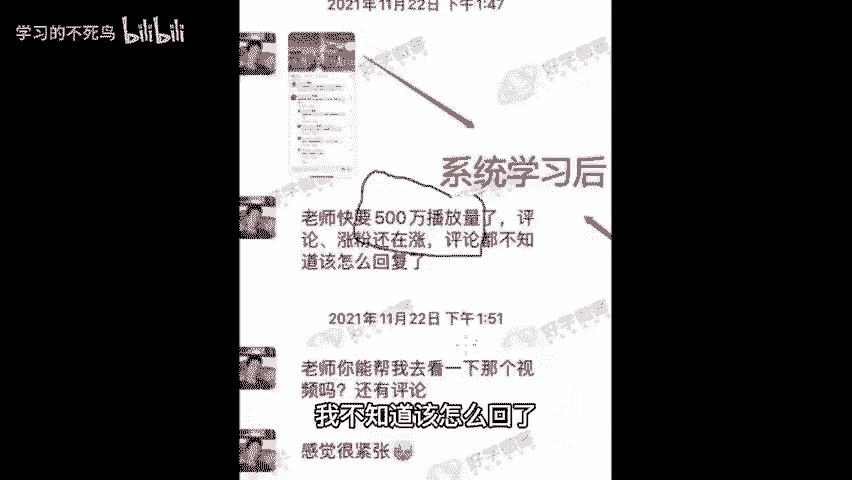 2021年11月22日 下午1:47
学习的不死鸟 bilibili
系统学习后
老师快要500万播放量了，评
论、涨粉还在涨，评论都不知
道该怎么回复了
2021年11月22日 下午1:51
老师你能帮我去看一下那个视
频吗？还有评论
我不知道该怎么回了
感觉很紧张